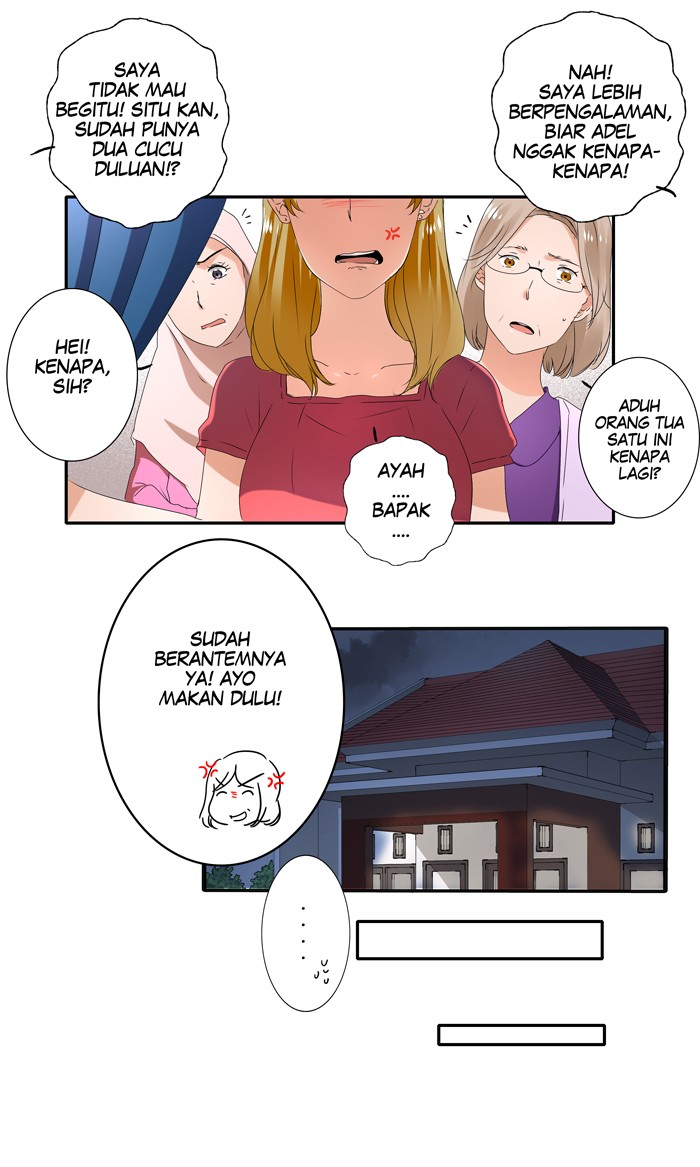 SAYA
TIDAK MAU
BEGITU! SITU KAN,
SUDAH PUNYA
DUA CUCU
DULUAN!?
NAH!
SAYA LEBIH
BERPENGALAMAN,
BIAR ADEL
NGGAK KENAPA-
KENAPA!
HEI!
KENAPA,
SIH?
ADUH
ORANG TUA
SATU INI
KENAPA
LAGI?
AYAH
....
BAPAK
....
SUDAH
BERANTEMNYA
YA! AYO
MAKAN DULU!
....